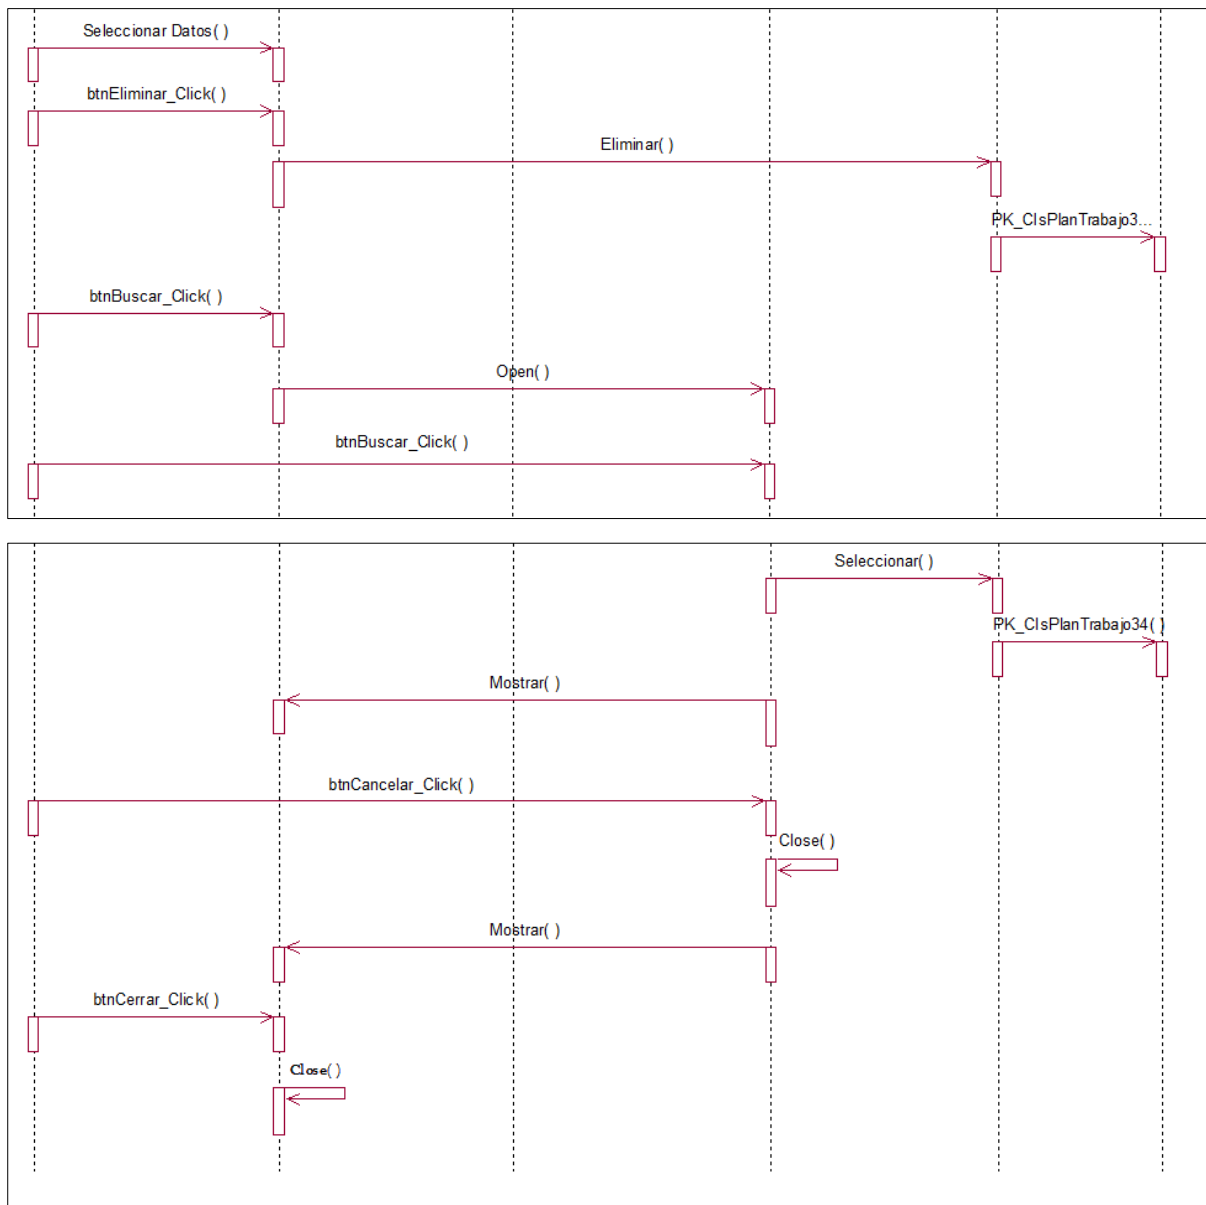 Seleccionar Datos( )
btnEliminar_Click( )
Eliminar( )
PK_ClsPlanTrabajo3...
btnBuscar_Click( )
Open( )
btnBuscar_Click( )
Seleccionar( )
PK_ClsPlanTrabajo34( )
Mostrar( )
btnCancelar_Click( )
Close( )
Mostrar( )
btnCerrar_Click( )
Close( )